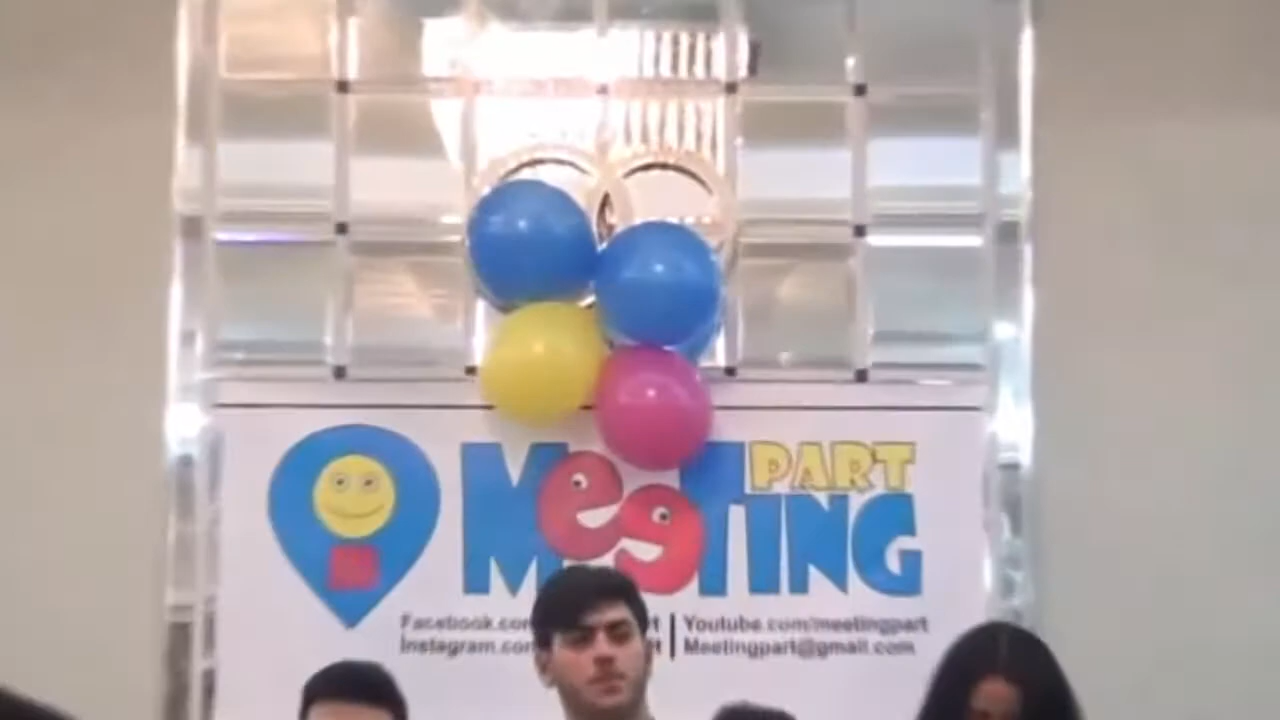 MeeTING PART
Facebook.com t | Youtube.com/meetingpart
Instagram.com t | Meetingpart@gmail.com